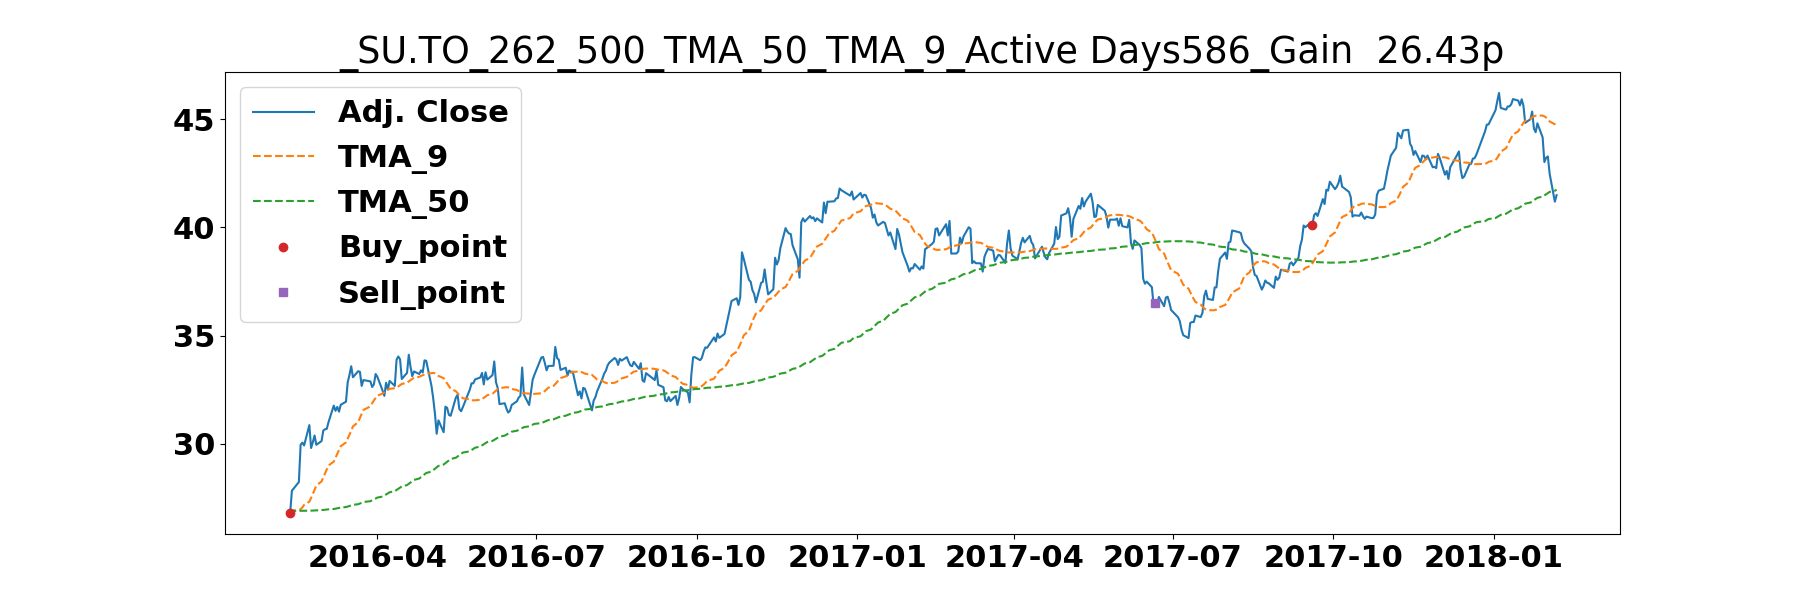 _SU.TO_262_500_TMA_50_TMA_9_Active Days586_Gain  26.43p
Adj. Close
TMA_9
TMA_50
Buy_point
Sell_point
45
40
35
30
2016-04 2016-07 2016-10 2017-01 2017-04 2017-07 2017-10 2018-01